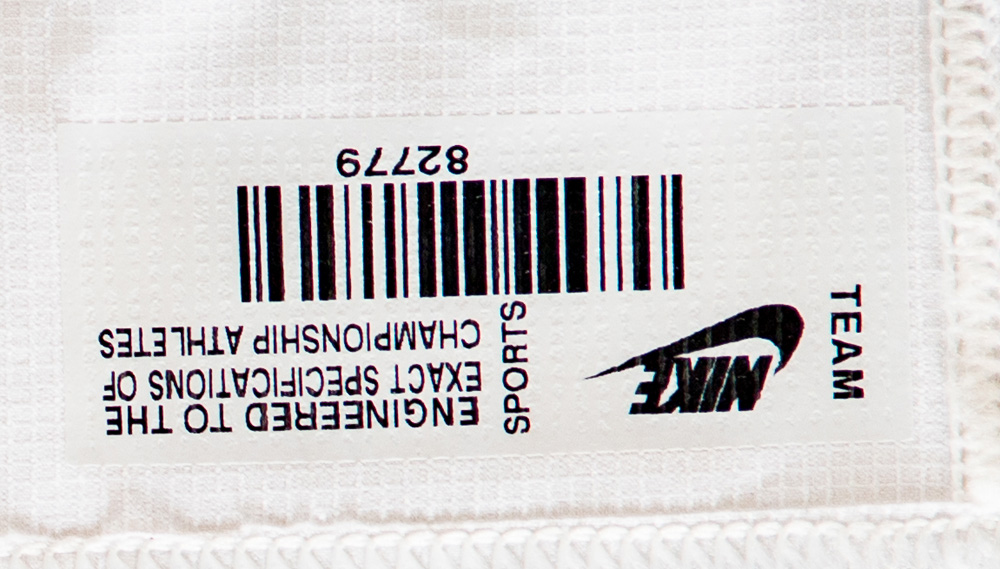 TEAM
NIKE
SPORTS
ENGINEERED TO THE
EXACT SPECIFICATIONS OF
CHAMPIONSHIP ATHLETES
82779